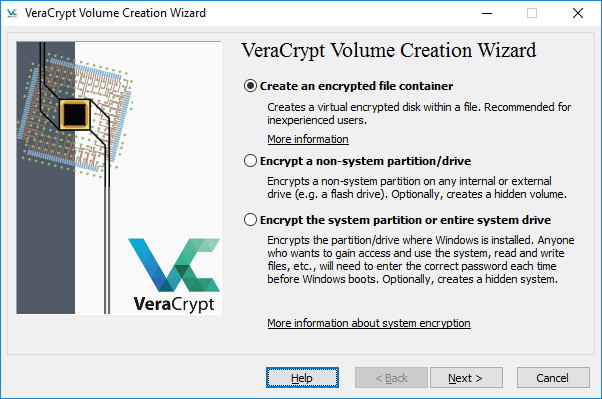 VeraCrypt Volume Creation Wizard
VeraCrypt Volume Creation Wizard
Create an encrypted file container
Creates a virtual encrypted disk within a file. Recommended for
inexperienced users.
More information
Encrypt a non-system partition/drive
Encrypts a non-system partition on any internal or external
drive (e.g. a flash drive). Optionally, creates a hidden volume.
Encrypt the system partition or entire system drive
Encrypts the partition/drive where Windows is installed. Anyone
who wants to gain access and use the system, read and write
files, etc., will need to enter the correct password each time
before Windows boots. Optionally, creates a hidden system.
VeraCrypt
More information about system encryption
Help
< Back
Next >
Cancel